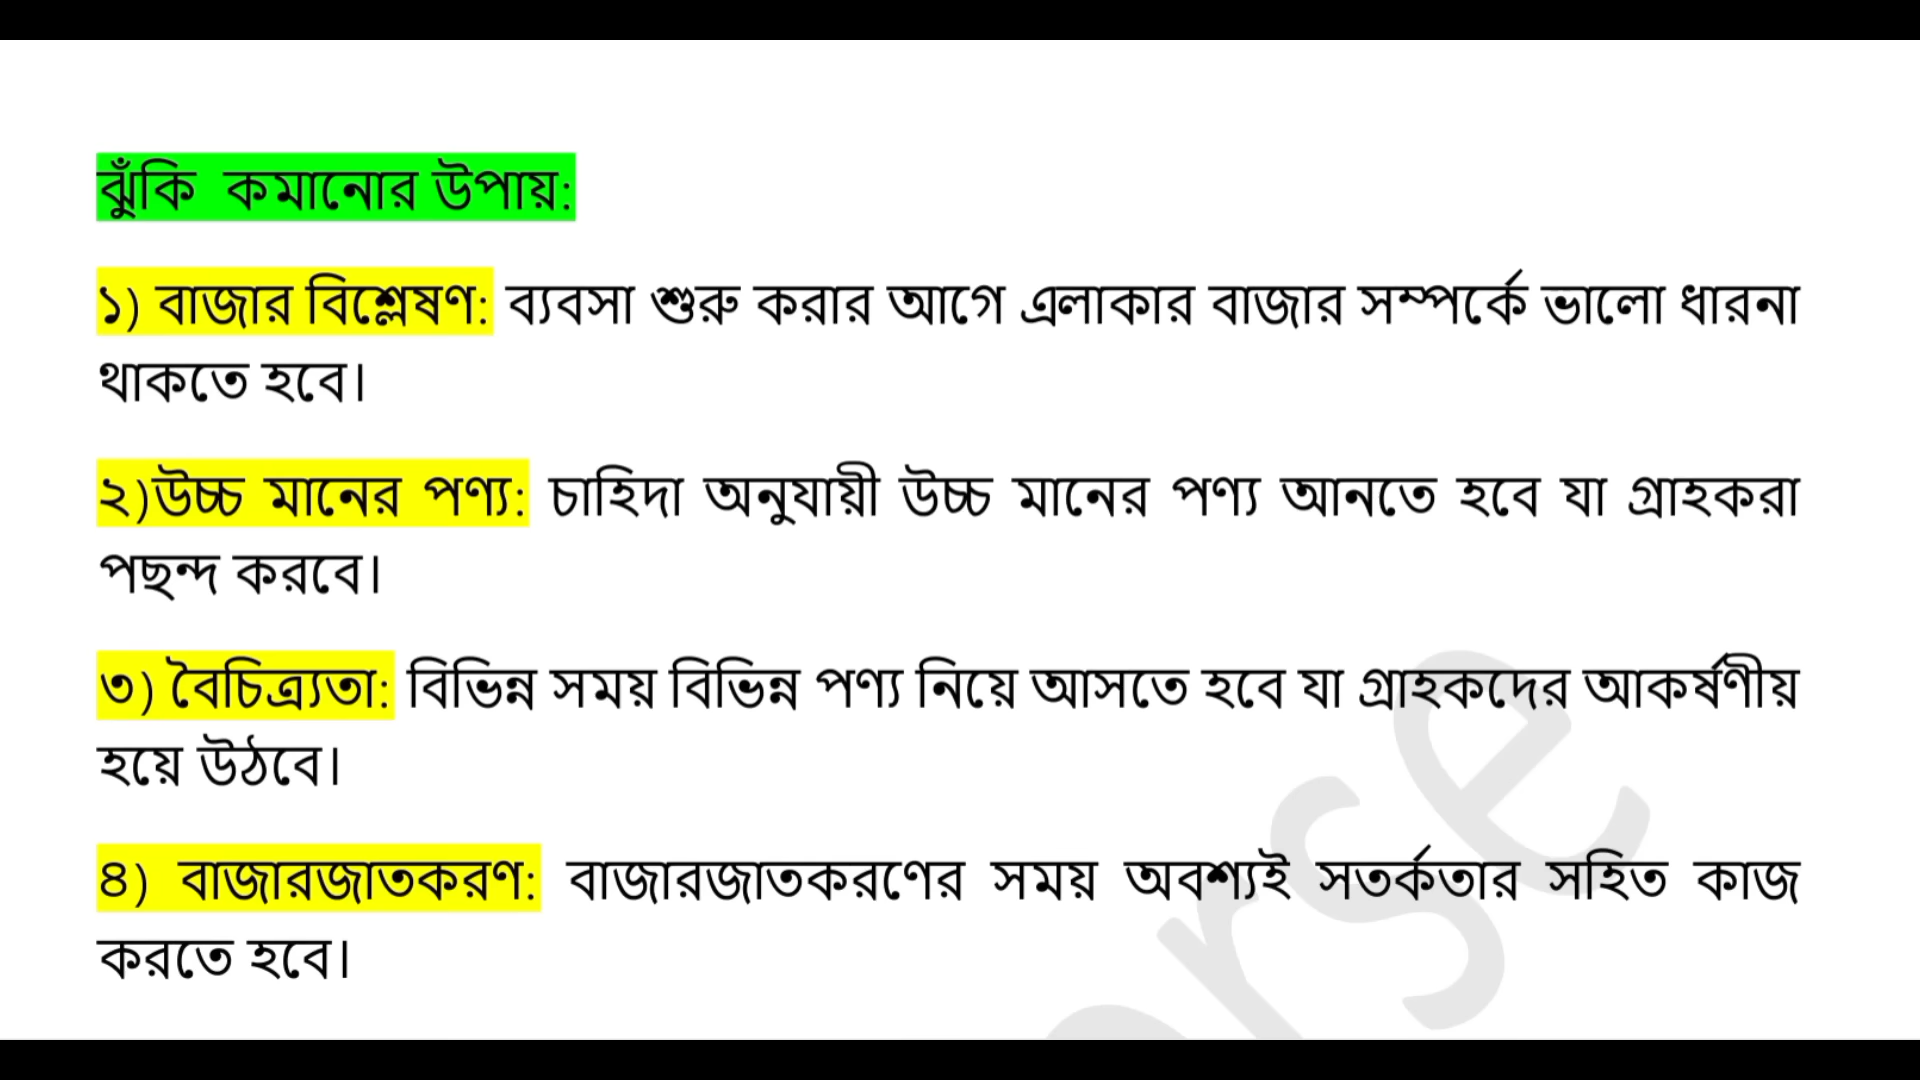 ঝুঁকি কমানোর উপায়:
১) বাজার বিশ্লেষণ: ব্যবসা শুরু করার আগে এলাকার বাজার সম্পর্কে ভালো ধারনা
থাকতে হবে।
২)উচ্চ মানের পণ্য: চাহিদা অনুযায়ী উচ্চ মানের পণ্য আনতে হবে যা গ্রাহকরা
পছন্দ করবে।
৩) বৈচিত্র্যতা: বিভিন্ন সময় বিভিন্ন পণ্য নিয়ে আসতে হবে যা গ্রাহকদের আকর্ষণীয়
হয়ে উঠবে।
৪) বাজারজাতকরণ: বাজারজাতকরণের সময় অবশ্যই সতর্কতার সহিত কাজ
করতে হবে।